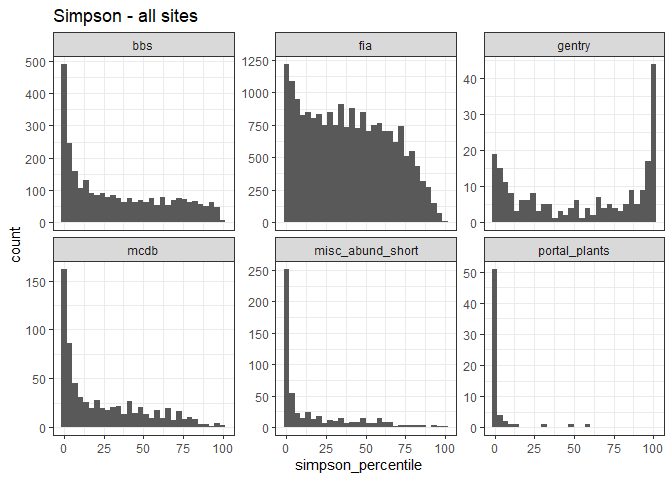 Simpson - all sites
bbs
fia
gentry
500
400
300
200
100
0
1250
1000
750
500
250
0
40
30
20
10
0
count
mcdb
misc_abund_short
portal_plants
150
100
50
0
250
200
150
100
50
0
50
40
30
20
10
0
0 25 50 75 100
0 25 50 75 100
0 25 50 75 100
simpson_percentile